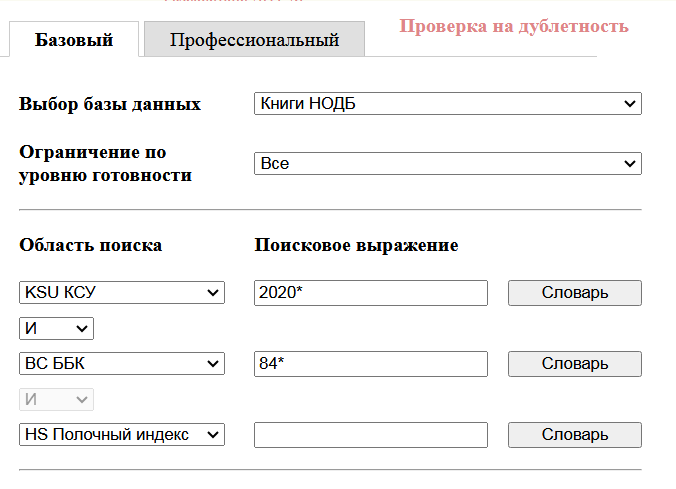 Проверка на дублетность
Базовый Профессиональный
Выбор базы данных Книги НОДБ
Ограничение по
уровню готовности Все
Область поиска Поисковое выражение
KSU КСУ 2020* Словарь
И
BC ББК 84* Словарь
И
HS Полочный индекс Словарь